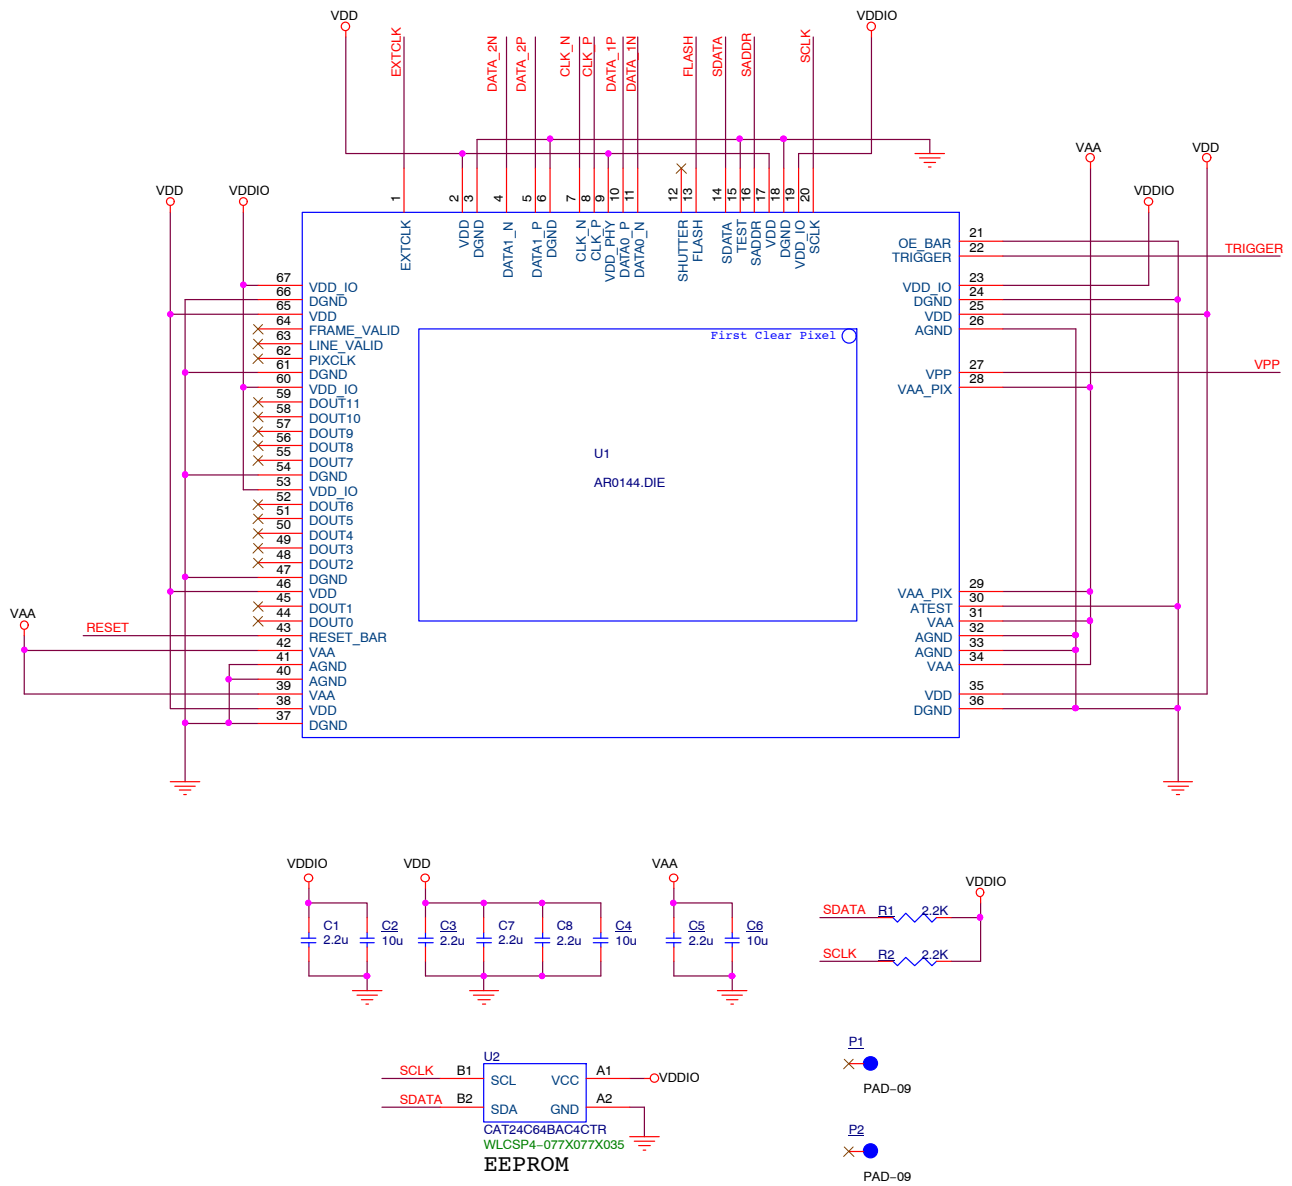 VDD
VDDIO
EXTCLK
DATA_2N
DATA_2P
CLK_N
CLK_P
DATA_1P
DATA_1N
FLASH
SDATA
SADDR
SCLK
VDD
VDDIO
VAA
VDD
VDDIO
1
2
3
4
5
6
7
8
9
10
11
12
13
14
15
16
17
18
19
20
EXTCLK
VDD
DGND
DATA1_N
DATA1_P
DGND
CLK_N
CLK_P
VDD_PHY
DATA0_P
DATA0_N
SHUTTER
FLASH
SDATA
TEST
SADDR
VDD
DGND
VDD_IO
SCLK
67 VDD_IO
66 DGND
65 VDD
64 FRAME_VALID
63 LINE_VALID
62 PIXCLK
61 DGND
60 VDD_IO
59 DOUT11
58 DOUT10
57 DOUT9
56 DOUT8
55 DOUT7
54 DGND
53 VDD_IO
52 DOUT6
51 DOUT5
50 DOUT4
49 DOUT3
48 DOUT2
47 DGND
46 VDD
45 DOUT1
44 DOUT0
VAA
RESET
43 RESET_BAR
42 VAA
41 AGND
40 AGND
39 VAA
38 VDD
37 DGND
First Clear Pixel
U1
AR0144.DIE
OE_BAR 21
TRIGGER 22 TRIGGER
VDD_IO 23
DGND 24
VDD 25
AGND 26
VPP 27 VPP
VAA_PIX 28
VAA_PIX 29
ATEST 30
VAA 31
AGND 32
AGND 33
VAA 34
VDD 35
DGND 36
VDDIO
C1
2.2u
C2
10u
VDD
C3
2.2u
C7
2.2u
C8
2.2u
C4
10u
VAA
C5
2.2u
C6
10u
VDDIO
SDATA R1 2.2K
SCLK R2 2.2K
U2
SCLK B1 SCL VCC A1 VDDIO
SDATA B2 SDA GND A2
CAT24C64BAC4CTR
WLCSP4-077X077X035
EEPROM
P1
PAD-09
P2
PAD-09